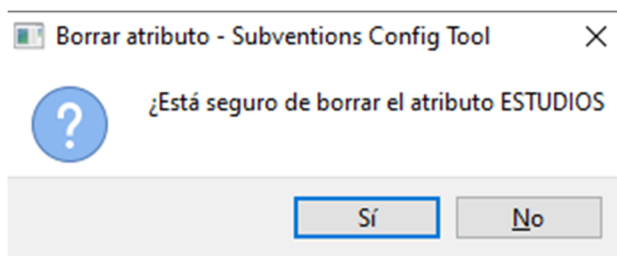 Borrar atributo - Subventions Config Tool
¿Está seguro de borrar el atributo ESTUDIOS
?
Sí
No